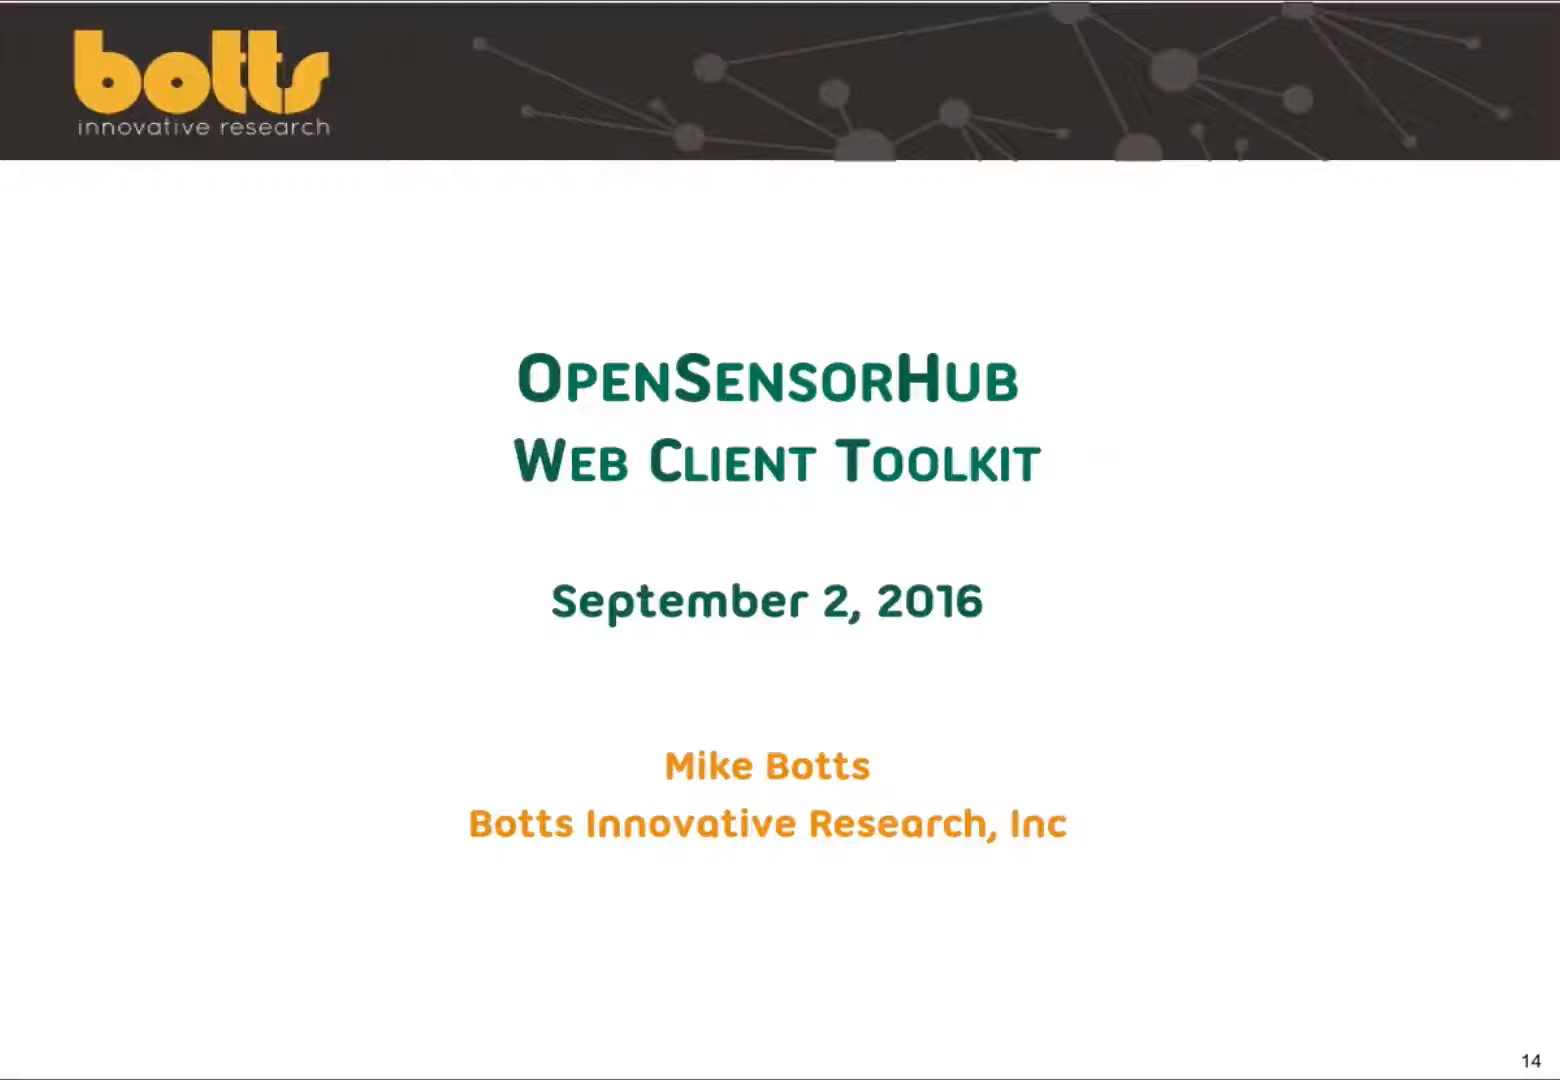 botts
innovative research
OpenSensorHub
Web Client Toolkit
September 2, 2016
Mike Botts
Botts Innovative Research, Inc
14